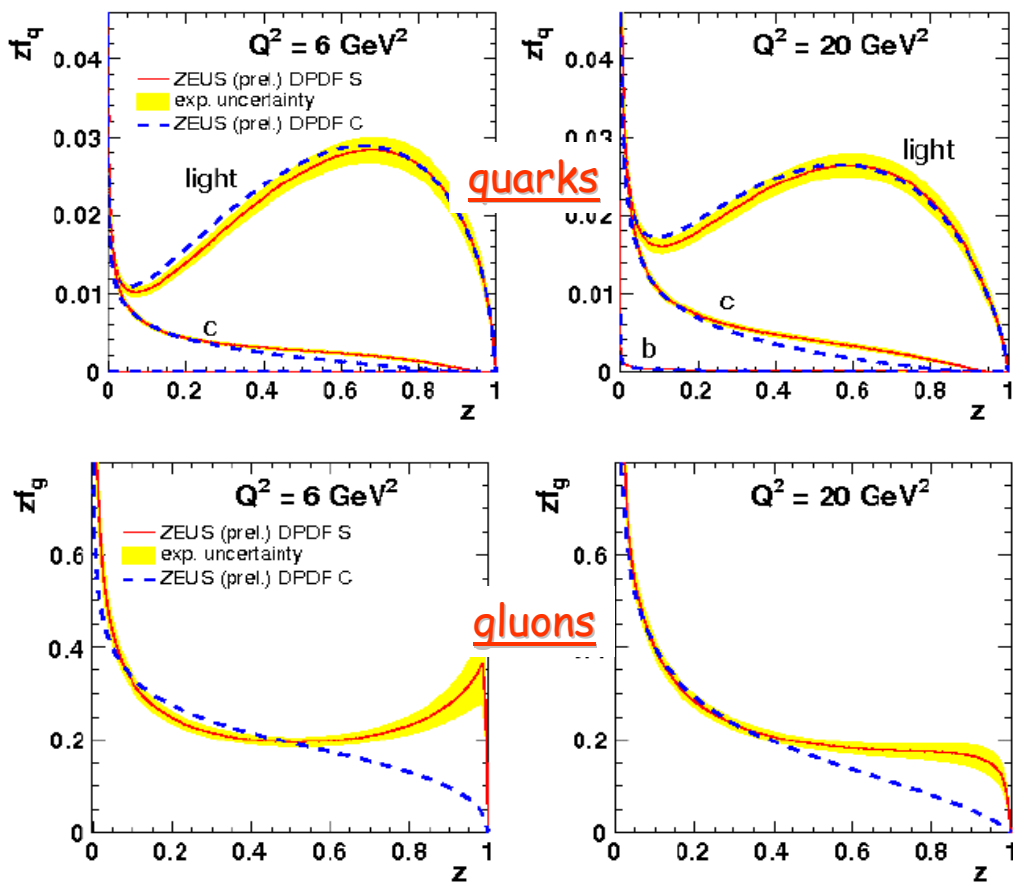 zf_q
Q² = 6 GeV²
ZEUS (prel.) DPDF S
exp. uncertainty
ZEUS (prel.) DPDF C
light
c
0.04
0.03
0.02
0.01
0
0 0.2 0.4 0.6 0.8 1
z
quarks
zf_q
Q² = 20 GeV²
light
c
b
0.04
0.02
0.01
0
0 0.2 0.4 0.6 0.8 1
z
zf_g
Q² = 6 GeV²
ZEUS (prel.) DPDF S
exp. uncertainty
ZEUS (prel.) DPDF C
0.6
0.4
0.2
0
0 0.2 0.4 0.6 0.8 1
z
gluons
zf_g
Q² = 20 GeV²
0.6
0.2
0
0 0.2 0.4 0.6 0.8 1
z